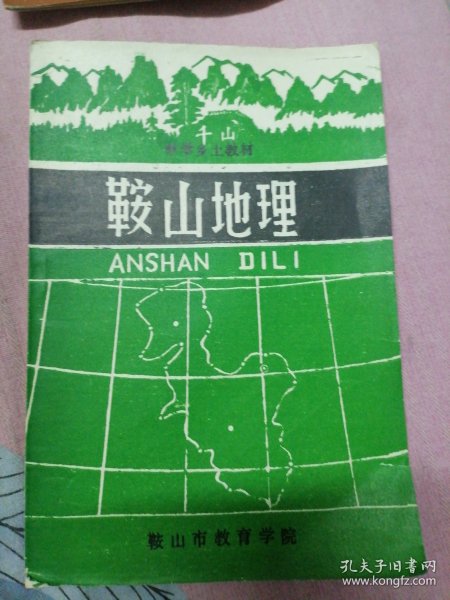 千山
中学乡土教材
鞍山地理
ANSHAN DILI
鞍山市教育学院
孔夫子旧书网
www.kongfz.com